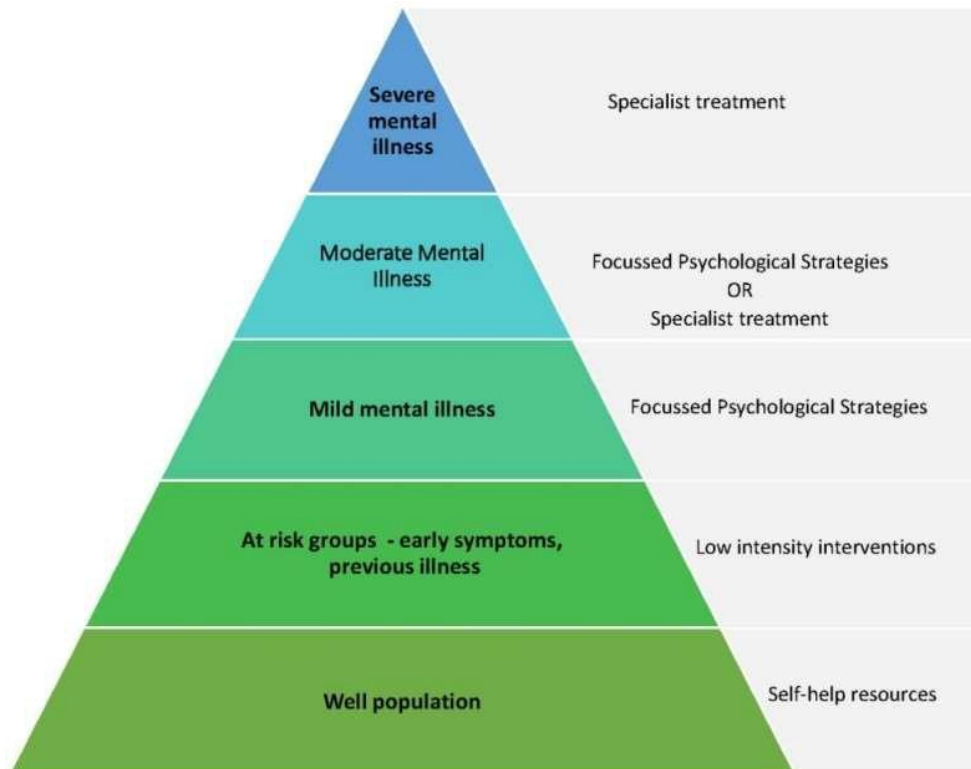 Severe
mental
illness
Specialist treatment
Moderate Mental
Illness
Focussed Psychological Strategies
OR
Specialist treatment
Mild mental illness
Focussed Psychological Strategies
At risk groups  - early symptoms,
previous illness
Low intensity interventions
Well population
Self-help resources